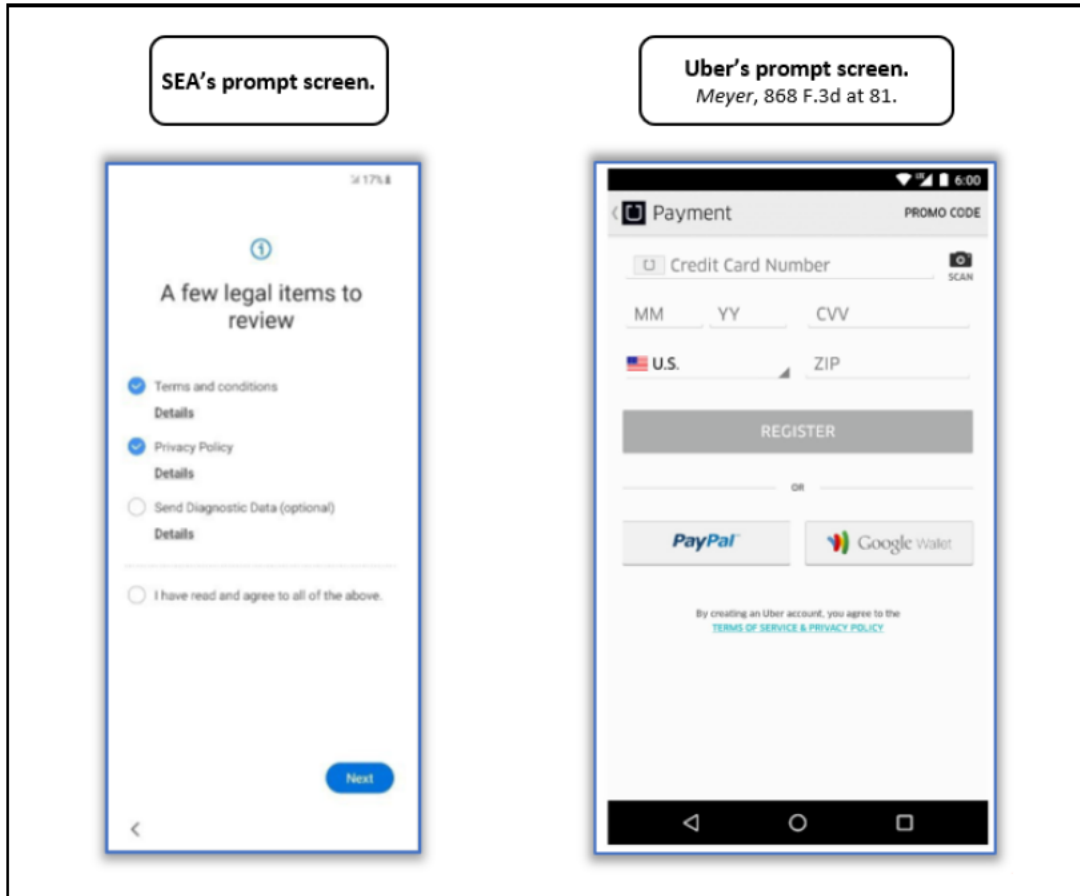 SEA's prompt screen.
Uber's prompt screen.
Meyer, 868 F.3d at 81.
17%
A few legal items to
review
Terms and conditions
Details
Privacy Policy
Details
Send Diagnostic Data (optional)
Details
I have read and agree to all of the above.
Next
6:00
Payment
PROMO CODE
Credit Card Number
SCAN
MM YY CVV
U.S. ZIP
REGISTER
OR
PayPal Google Wallet
By creating an Uber account, you agree to the
TERMS OF SERVICE & PRIVACY POLICY